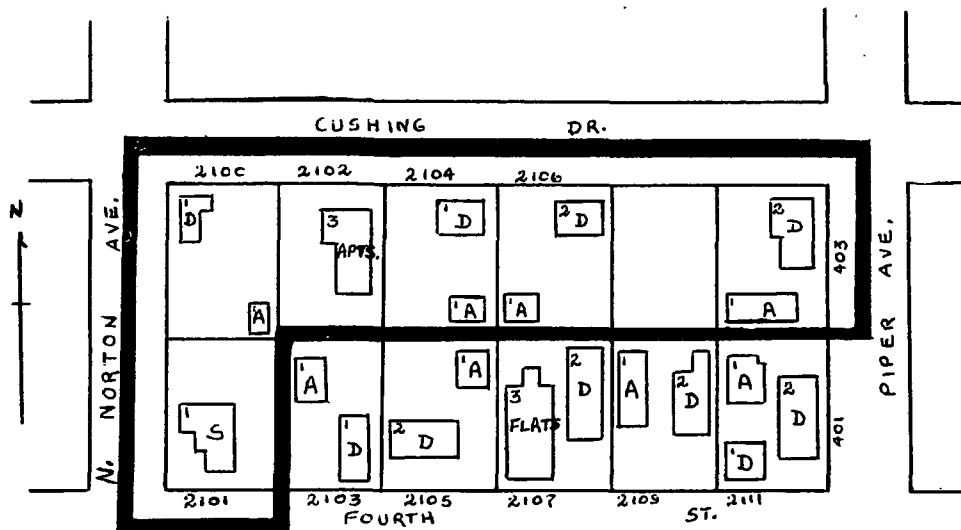 CUSHING DR.
2100 2102 2104 2106
N
N. NORTON AVE.
PIPER AVE.
403
401
1 D
3 APTS.
1 D
2 D
2 D
1 A
1 A
1 A
1 A
1 S
1 A
1 D
2 D
1 A
3 FLATS
2 D
1 A
2 D
1 A
2 D
1 D
2101 2103 2105 2107 2109 2111
FOURTH ST.